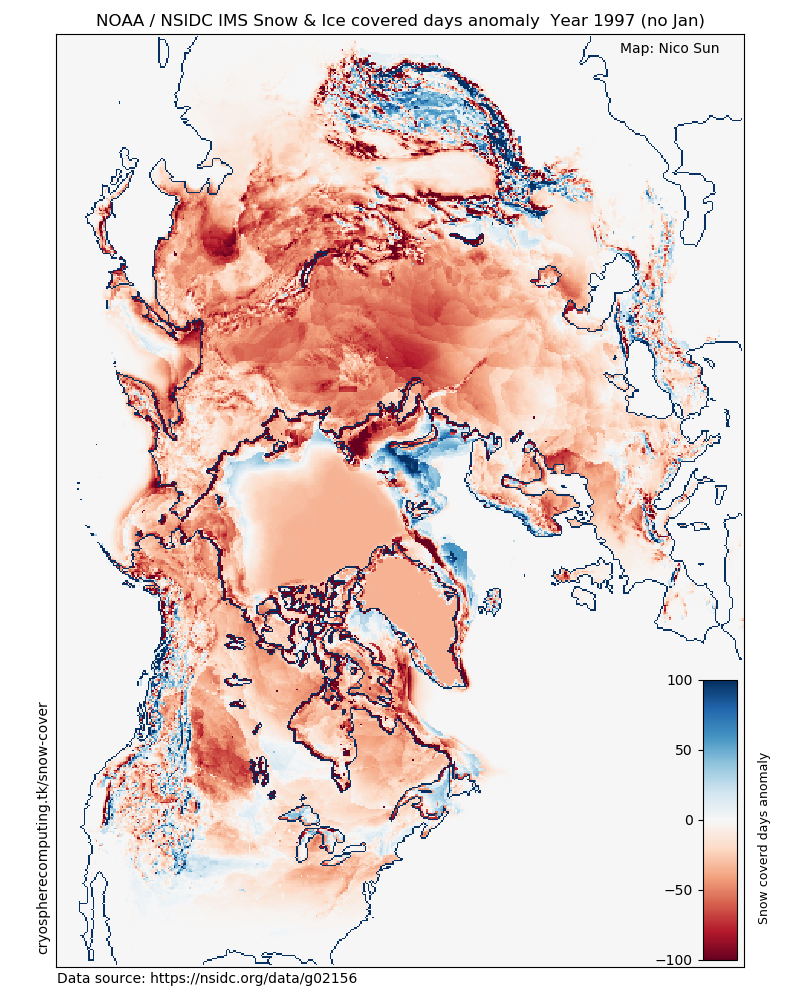 NOAA / NSIDC IMS Snow & Ice covered days anomaly  Year 1997 (no Jan)
Map: Nico Sun
cryospherecomputing.tk/snow-cover
100
50
0
−50
−100
Snow coverd days anomaly
Data source: https://nsidc.org/data/g02156